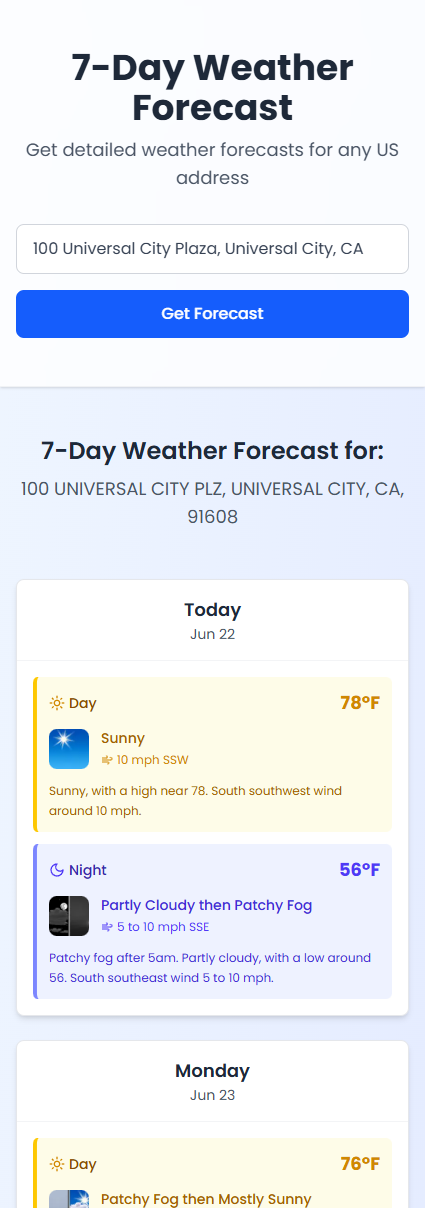 7-Day Weather
Forecast
Get detailed weather forecasts for any US
address
100 Universal City Plaza, Universal City, CA
Get Forecast
7-Day Weather Forecast for:
100 UNIVERSAL CITY PLZ, UNIVERSAL CITY, CA,
91608
Today
Jun 22
Day 78°F
Sunny
10 mph SSW
Sunny, with a high near 78. South southwest wind
around 10 mph.
Night 56°F
Partly Cloudy then Patchy Fog
5 to 10 mph SSE
Patchy fog after 5am. Partly cloudy, with a low around
56. South southeast wind 5 to 10 mph.
Monday
Jun 23
Day 76°F
Patchy Fog then Mostly Sunny